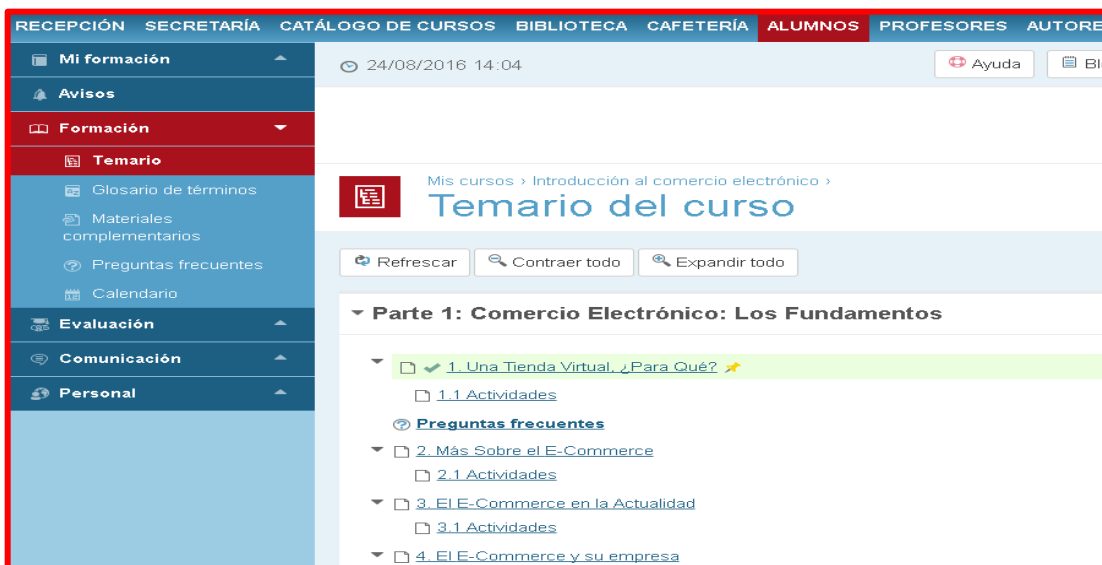 RECEPCIÓN SECRETARÍA CATÁLOGO DE CURSOS BIBLIOTECA CAFETERÍA ALUMNOS PROFESORES AUTORE
Mi formación
Avisos
Formación
Temario
Glosario de términos
Materiales
complementarios
Preguntas frecuentes
Calendario
Evaluación
Comunicación
Personal
24/08/2016 14:04
Ayuda
Bl
Mis cursos › Introducción al comercio electrónico ›
Temario del curso
Refrescar Contraer todo Expandir todo
Parte 1: Comercio Electrónico: Los Fundamentos
1. Una Tienda Virtual, ¿Para Qué?
1.1 Actividades
Preguntas frecuentes
2. Más Sobre el E-Commerce
2.1 Actividades
3. El E-Commerce en la Actualidad
3.1 Actividades
4. El E-Commerce y su empresa